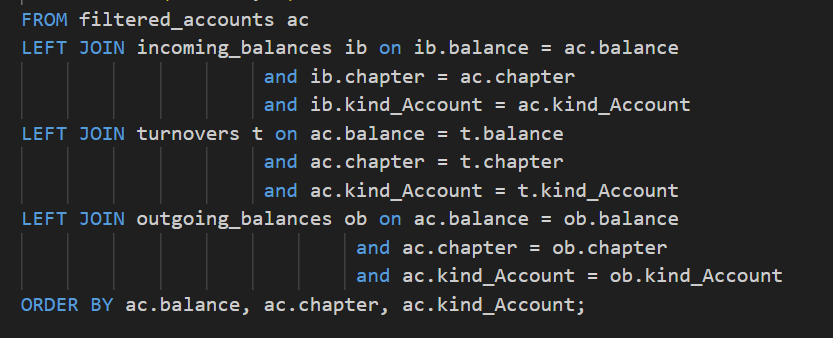 FROM filtered_accounts ac
LEFT JOIN incoming_balances ib on ib.balance = ac.balance
and ib.chapter = ac.chapter
and ib.kind_Account = ac.kind_Account
LEFT JOIN turnovers t on ac.balance = t.balance
and ac.chapter = t.chapter
and ac.kind_Account = t.kind_Account
LEFT JOIN outgoing_balances ob on ac.balance = ob.balance
and ac.chapter = ob.chapter
and ac.kind_Account = ob.kind_Account
ORDER BY ac.balance, ac.chapter, ac.kind_Account;